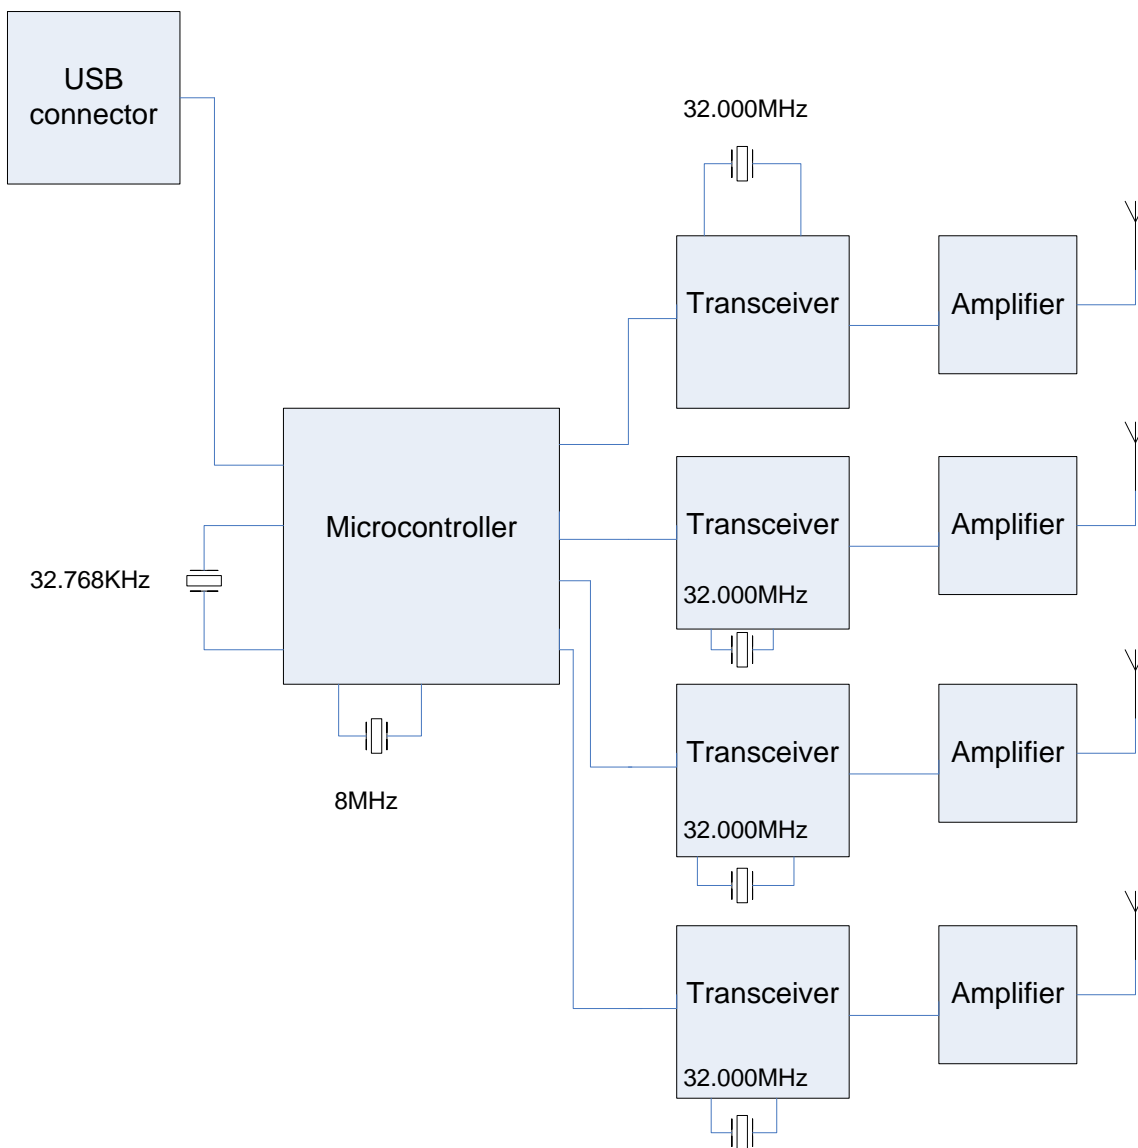 USB
connector
32.000MHz
Transceiver
Amplifier
Microcontroller
Transceiver
Amplifier
32.768KHz
32.000MHz
Transceiver
Amplifier
8MHz
32.000MHz
Transceiver
Amplifier
32.000MHz